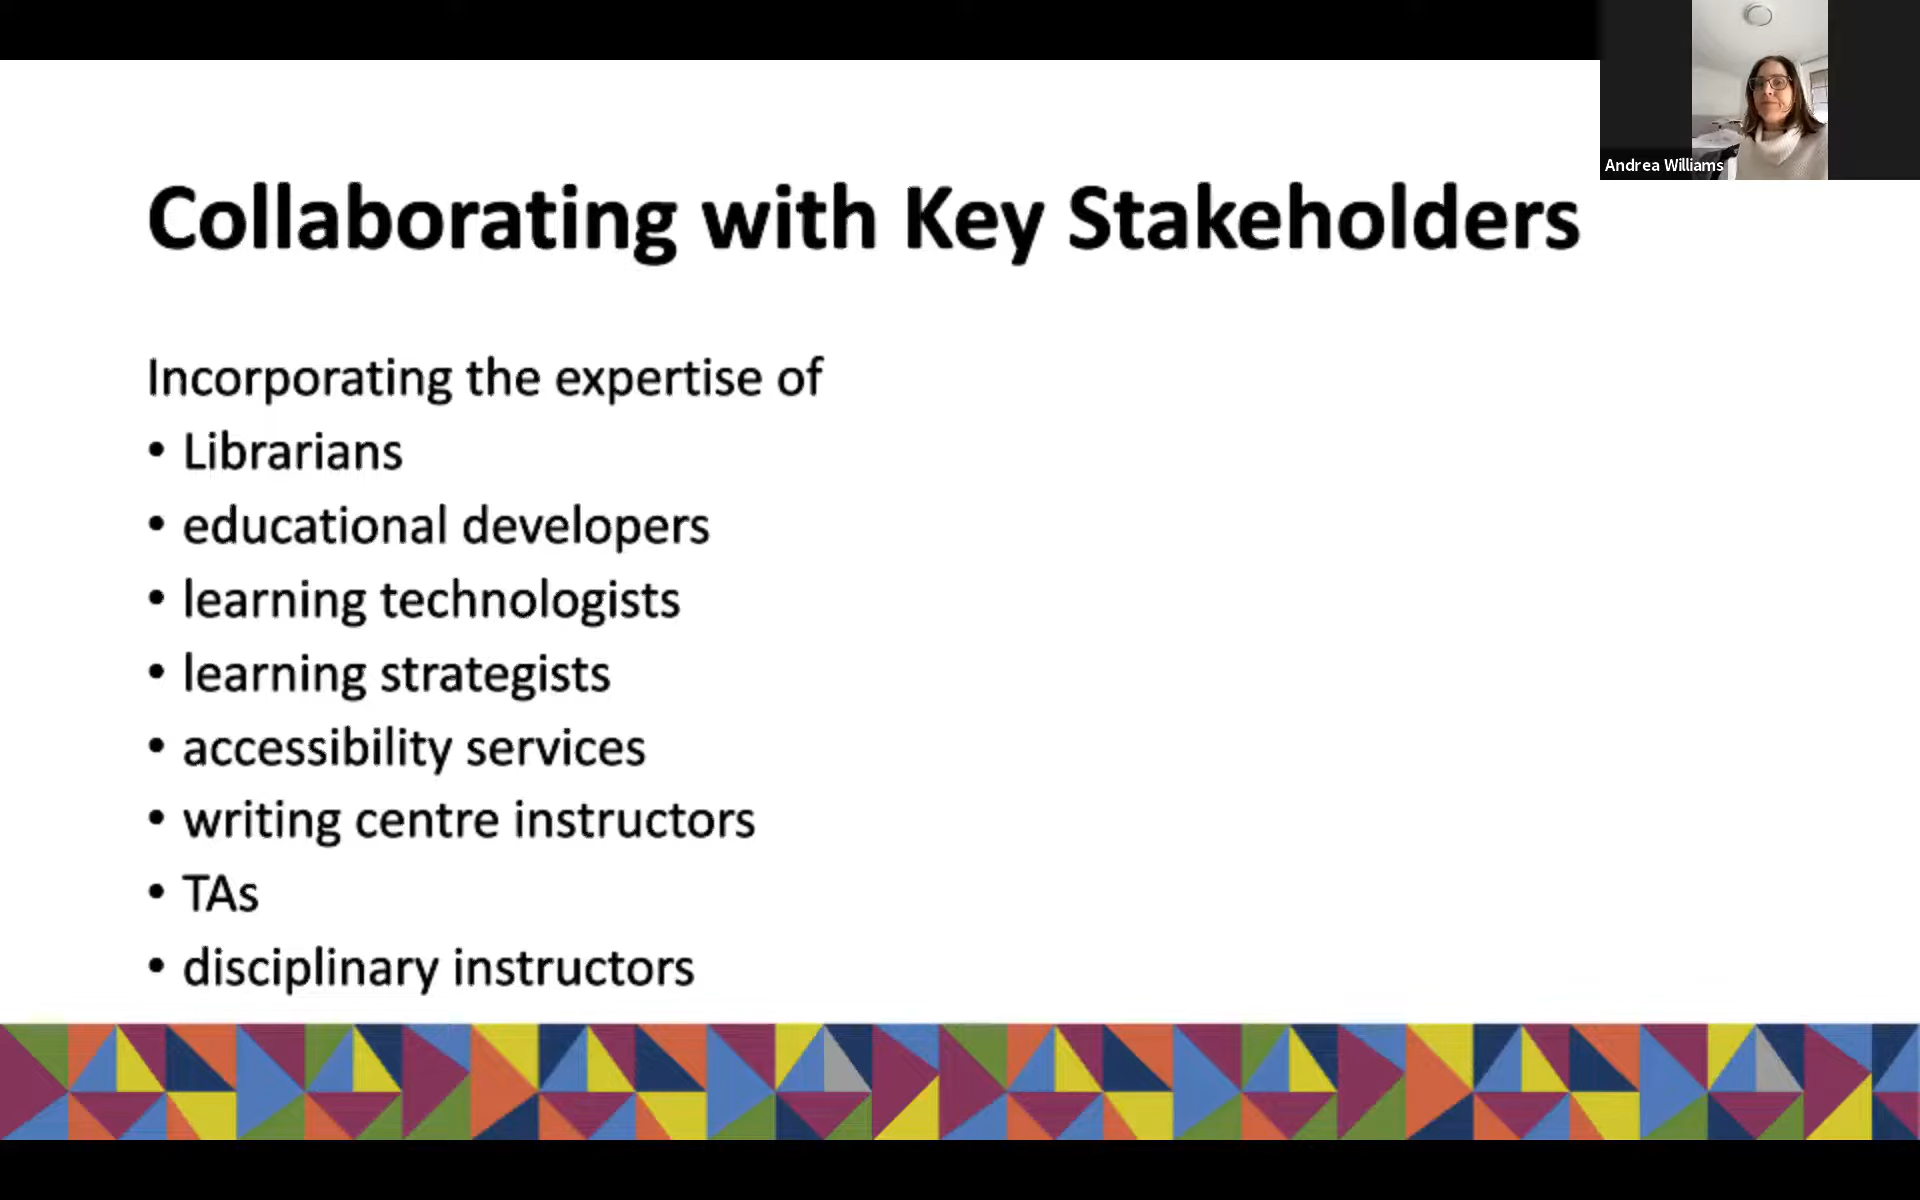 Andrea Williams
Collaborating with Key Stakeholders
Incorporating the expertise of
• Librarians
• educational developers
• learning technologists
• learning strategists
• accessibility services
• writing centre instructors
• TAs
• disciplinary instructors